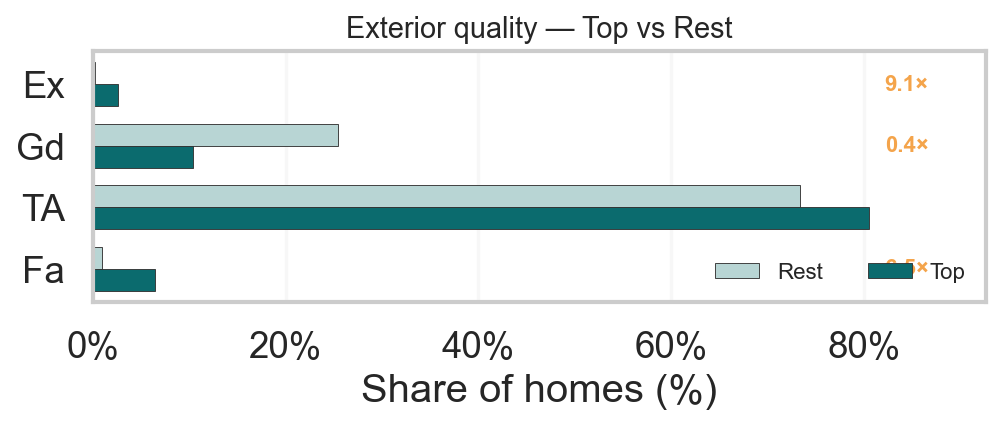 Exterior quality — Top vs Rest
Ex
9.1×
Gd
0.4×
TA
Fa
Rest
Top
0%
20%
40%
60%
80%
Share of homes (%)